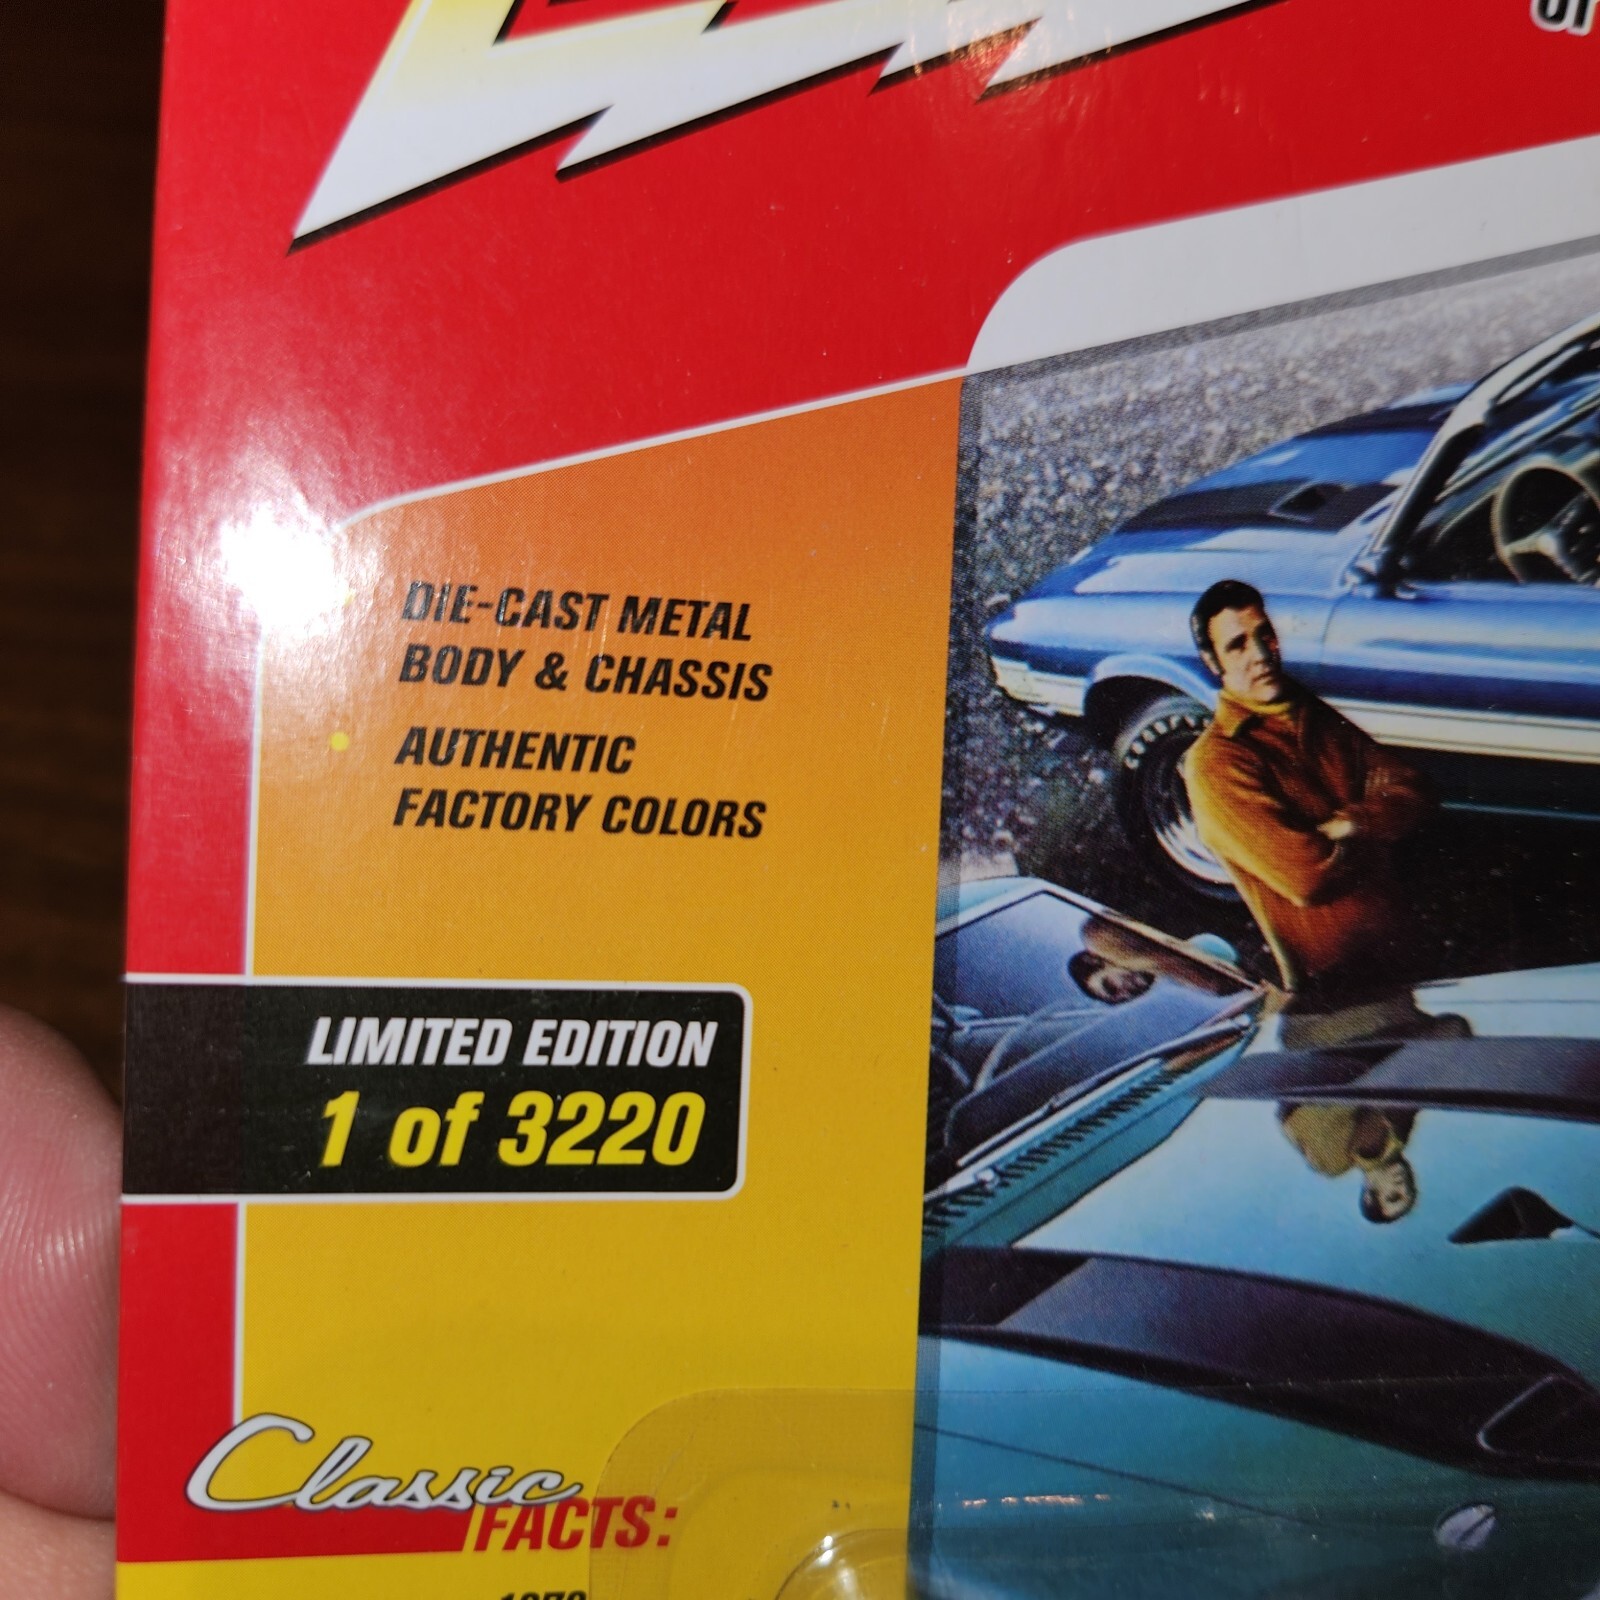 DIE-CAST METAL
BODY & CHASSIS
AUTHENTIC
FACTORY COLORS
LIMITED EDITION
1 of 3220
Classic
FACTS: